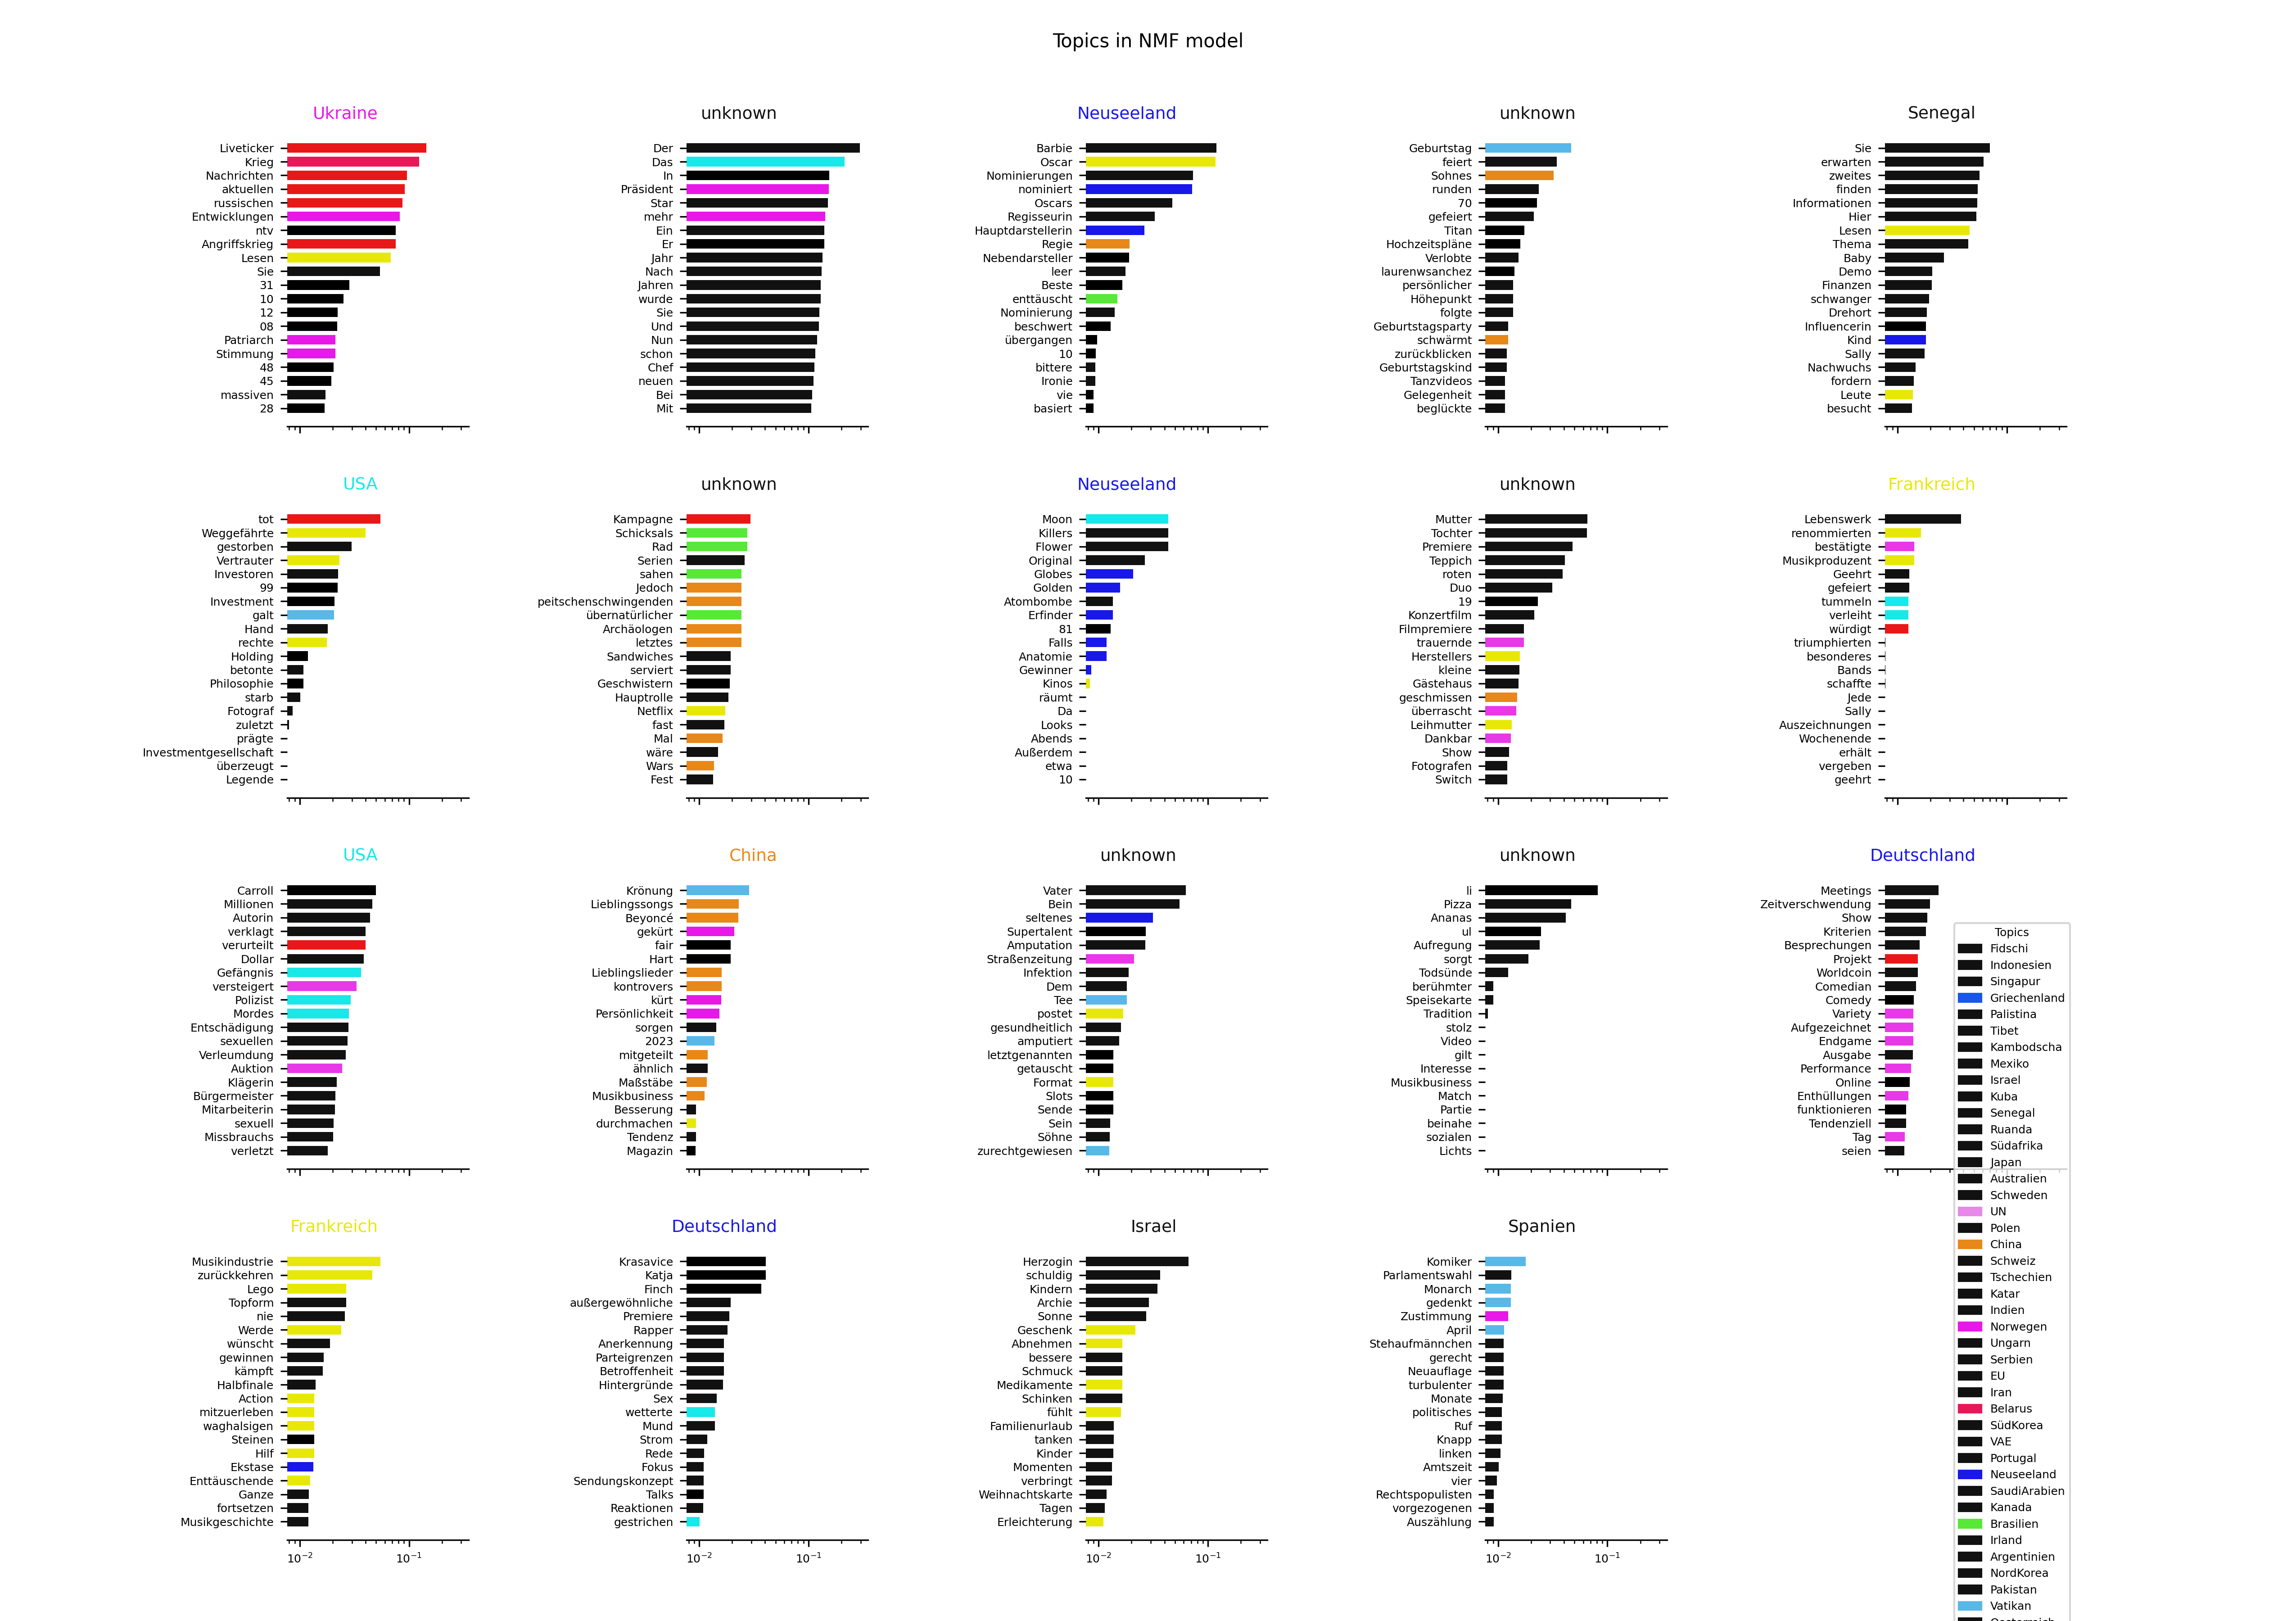 Topics in NMF model
Ukraine
Liveticker
Krieg
Nachrichten
aktuellen
russischen
Entwicklungen
ntv
Angriffskrieg
Lesen
Sie
31
10
12
08
Patriarch
Stimmung
48
45
massiven
28
unknown
Der
Das
In
Präsident
Star
mehr
Ein
Er
Jahr
Nach
Jahren
wurde
Sie
Und
Nun
schon
Chef
neuen
Bei
Mit
Neuseeland
Barbie
Oscar
Nominierungen
nominiert
Oscars
Regisseurin
Hauptdarstellerin
Regie
Nebendarsteller
leer
Beste
enttäuscht
Nominierung
beschwert
übergangen
10
bittere
Ironie
vie
basiert
unknown
Geburtstag
feiert
Sohnes
runden
70
gefeiert
Titan
Hochzeitspläne
Verlobte
laurenwsanchez
persönlicher
Höhepunkt
folgte
Geburtstagsparty
schwärmt
zurückblicken
Geburtstagskind
Tanzvideos
Gelegenheit
beglückte
Senegal
Sie
erwarten
zweites
finden
Informationen
Hier
Lesen
Thema
Baby
Demo
Finanzen
schwanger
Drehort
Influencerin
Kind
Sally
Nachwuchs
fordern
Leute
besucht
USA
tot
Weggefährte
gestorben
Vertrauter
Investoren
99
Investment
galt
Hand
rechte
Holding
betonte
Philosophie
starb
Fotograf
zuletzt
prägte
Investmentgesellschaft
überzeugt
Legende
unknown
Kampagne
Schicksals
Rad
Serien
sahen
Jedoch
peitschenschwingenden
übernatürlicher
Archäologen
letztes
Sandwiches
serviert
Geschwistern
Hauptrolle
Netflix
fast
Mal
wäre
Wars
Fest
Neuseeland
Moon
Killers
Flower
Original
Globes
Golden
Atombombe
Erfinder
81
Falls
Anatomie
Gewinner
Kinos
räumt
Da
Looks
Abends
Außerdem
etwa
10
unknown
Mutter
Tochter
Premiere
Teppich
roten
Duo
19
Konzertfilm
Filmpremiere
trauernde
Herstellers
kleine
Gästehaus
geschmissen
überrascht
Leihmutter
Dankbar
Show
Fotografen
Switch
Frankreich
Lebenswerk
renommierten
bestätigte
Musikproduzent
Geehrt
gefeiert
tummeln
verleiht
würdigt
triumphierten
besonderes
Bands
schaffte
Jede
Sally
Auszeichnungen
Wochenende
erhält
vergeben
geehrt
USA
Carroll
Millionen
Autorin
verklagt
verurteilt
Dollar
Gefängnis
versteigert
Polizist
Mordes
Entschädigung
sexuellen
Verleumdung
Auktion
Klägerin
Bürgermeister
Mitarbeiterin
sexuell
Missbrauchs
verletzt
China
Krönung
Lieblingssongs
Beyoncé
gekürt
fair
Hart
Lieblingslieder
kontrovers
kürt
Persönlichkeit
sorgen
2023
mitgeteilt
ähnlich
Maßstäbe
Musikbusiness
Besserung
durchmachen
Tendenz
Magazin
unknown
Vater
Bein
seltenes
Supertalent
Amputation
Straßenzeitung
Infektion
Dem
Tee
postet
gesundheitlich
amputiert
letztgenannten
getauscht
Format
Slots
Sende
Sein
Söhne
zurechtgewiesen
unknown
li
Pizza
Ananas
ul
Aufregung
sorgt
Todsünde
berühmter
Speisekarte
Tradition
stolz
Video
gilt
Interesse
Musikbusiness
Match
Partie
beinahe
sozialen
Lichts
Deutschland
Meetings
Zeitverschwendung
Show
Kriterien
Besprechungen
Projekt
Worldcoin
Comedian
Comedy
Variety
Aufgezeichnet
Endgame
Ausgabe
Performance
Online
Enthüllungen
funktionieren
Tendenziell
Tag
seien
Frankreich
Musikindustrie
zurückkehren
Lego
Topform
nie
Werde
wünscht
gewinnen
kämpft
Halbfinale
Action
mitzuerleben
waghalsigen
Steinen
Hilf
Ekstase
Enttäuschende
Ganze
fortsetzen
Musikgeschichte
10⁻² 10⁻¹
Deutschland
Krasavice
Katja
Finch
außergewöhnliche
Premiere
Rapper
Anerkennung
Parteigrenzen
Betroffenheit
Hintergründe
Sex
wetterte
Mund
Strom
Rede
Fokus
Sendungskonzept
Talks
Reaktionen
gestrichen
10⁻² 10⁻¹
Israel
Herzogin
schuldig
Kindern
Archie
Sonne
Geschenk
Abnehmen
bessere
Schmuck
Medikamente
Schinken
fühlt
Familienurlaub
tanken
Kinder
Momenten
verbringt
Weihnachtskarte
Tagen
Erleichterung
10⁻² 10⁻¹
Spanien
Komiker
Parlamentswahl
Monarch
gedenkt
Zustimmung
April
Stehaufmännchen
gerecht
Neuauflage
turbulenter
Monate
politisches
Ruf
Knapp
linken
Amtszeit
vier
Rechtspopulisten
vorgezogenen
Auszählung
10⁻² 10⁻¹
Topics
Fidschi
Indonesien
Singapur
Griechenland
Palistina
Tibet
Kambodscha
Mexiko
Israel
Kuba
Senegal
Ruanda
Südafrika
Japan
Australien
Schweden
UN
Polen
China
Schweiz
Tschechien
Katar
Indien
Norwegen
Ungarn
Serbien
EU
Iran
Belarus
SüdKorea
VAE
Portugal
Neuseeland
SaudiArabien
Kanada
Brasilien
Irland
Argentinien
NordKorea
Pakistan
Vatikan